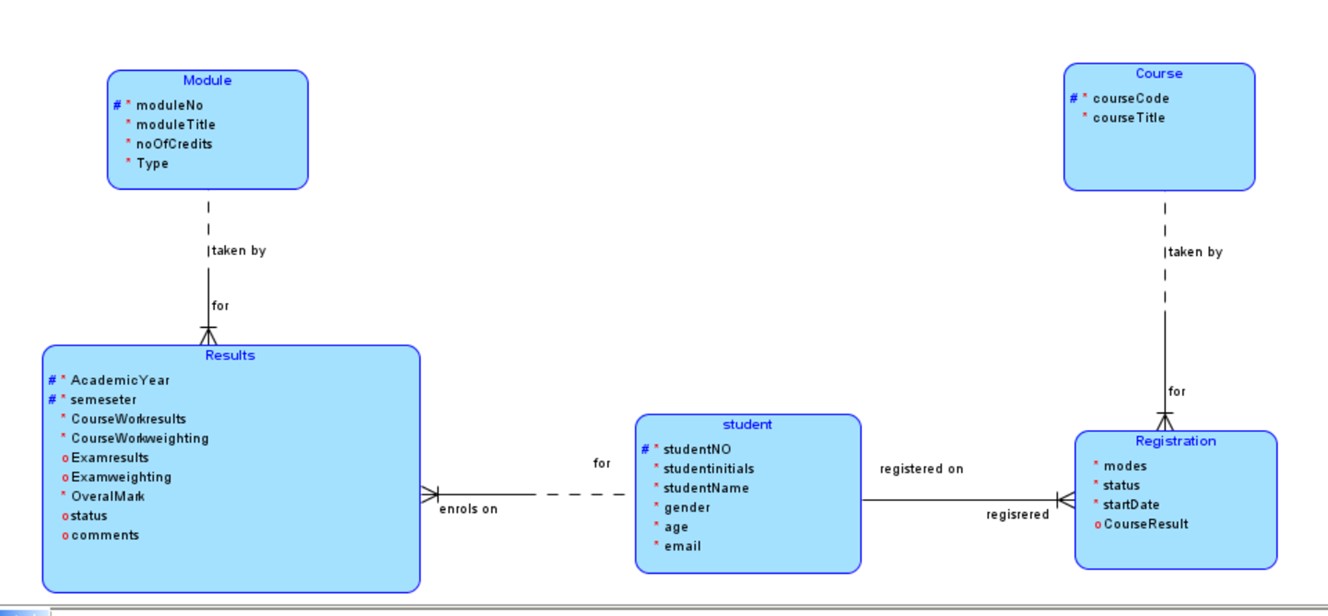 Module
# * moduleNo
* moduleTitle
* noOfCredits
* Type
Course
# * courseCode
* courseTitle
taken by
for
taken by
for
Results
# * AcademicYear
# * semeseter
* CourseWorkresults
* CourseWorkweighting
o Examresults
o Examweighting
* OveralMark
o status
o comments
for
enrols on
student
# * studentNO
* studentinitials
* studentName
* gender
* age
* email
registered on
regisrered
Registration
* modes
* status
* startDate
o CourseResult